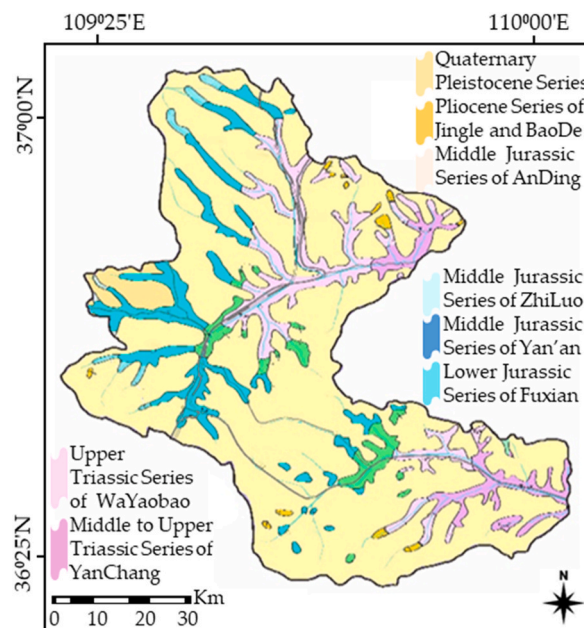 109°25'E
110°00'E
37°00'N
36°25'N
Quaternary
Pleistocene Series
Pliocene Series of
Jingle and BaoDe
Middle Jurassic
Series of AnDing
Middle Jurassic
Series of ZhiLuo
Middle Jurassic
Series of Yan'an
Lower Jurassic
Series of Fuxian
Upper
Triassic Series
of WaYaobao
Middle to Upper
Triassic Series of
YanChang
Km
0 10 20 30
N